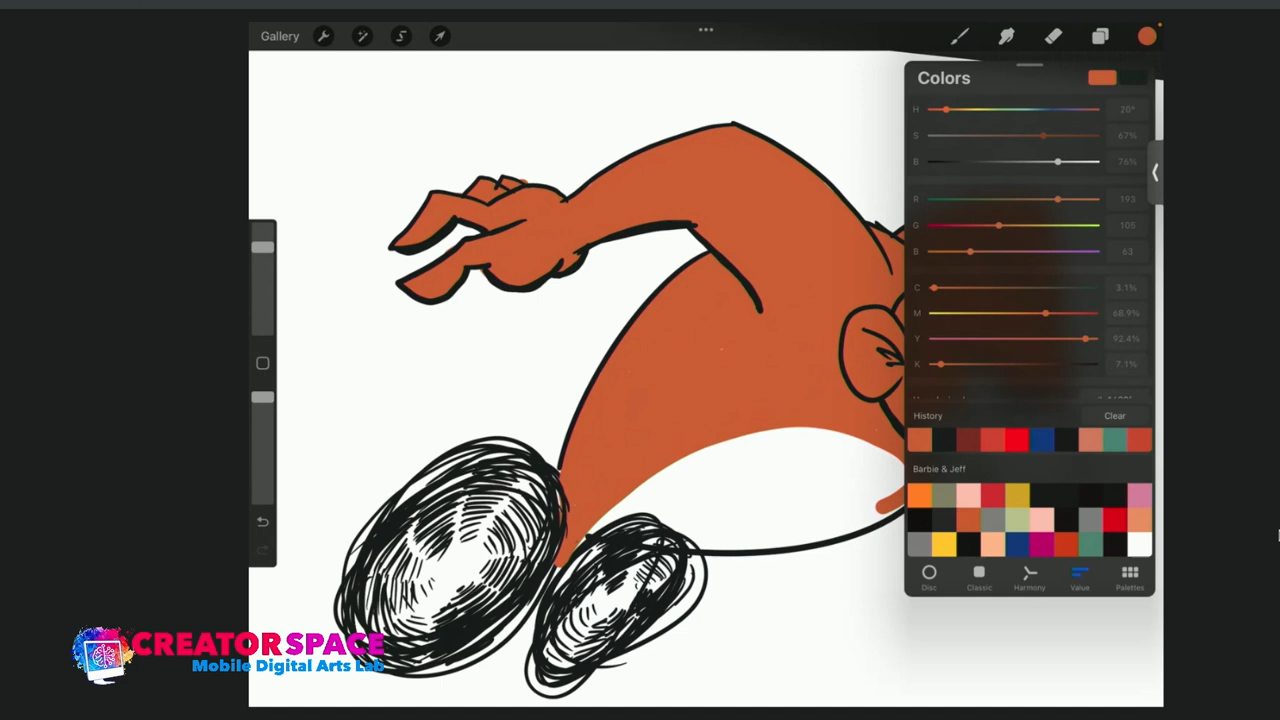 Gallery
Colors
H 20°
S 67%
B 76%
R 193
G 105
B 63
C 3.1%
M 68.9%
Y 92.4%
K 7.1%
History Clear
Barbie & Jeff
Disc Classic Harmony Value Palettes
CREATOR SPACE
Mobile Digital Arts Lab